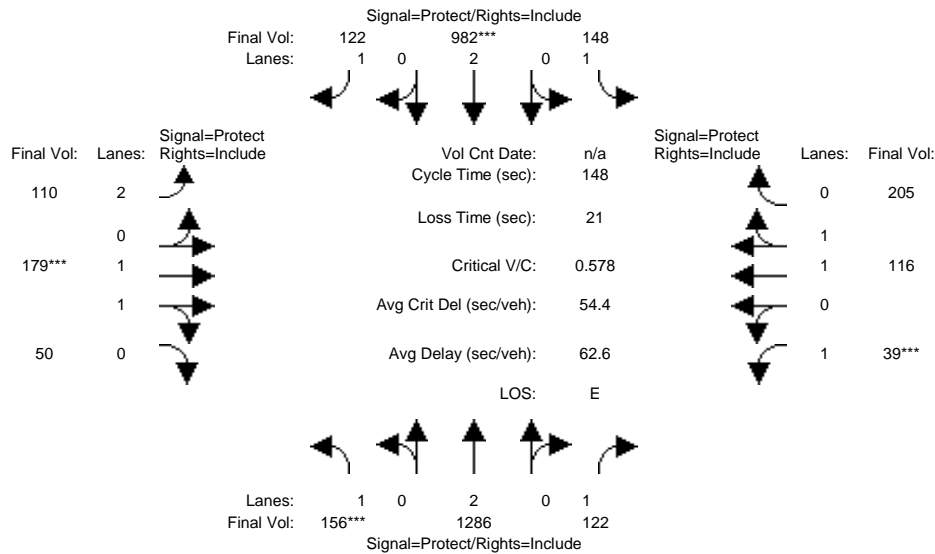 Signal=Protect/Rights=Include
Final Vol: 122 982*** 148
Lanes: 1 0 2 0 1
Signal=Protect
Final Vol: Lanes: Rights=Include
Vol Cnt Date: n/a
Signal=Protect
Rights=Include Lanes: Final Vol:
Cycle Time (sec): 148
110 2
0 205
Loss Time (sec): 21
0
1
179*** 1
Critical V/C: 0.578
1 116
1
Avg Crit Del (sec/veh): 54.4
0
50 0
Avg Delay (sec/veh): 62.6
1 39***
LOS: E
Lanes: 1 0 2 0 1
Final Vol: 156*** 1286 122
Signal=Protect/Rights=Include